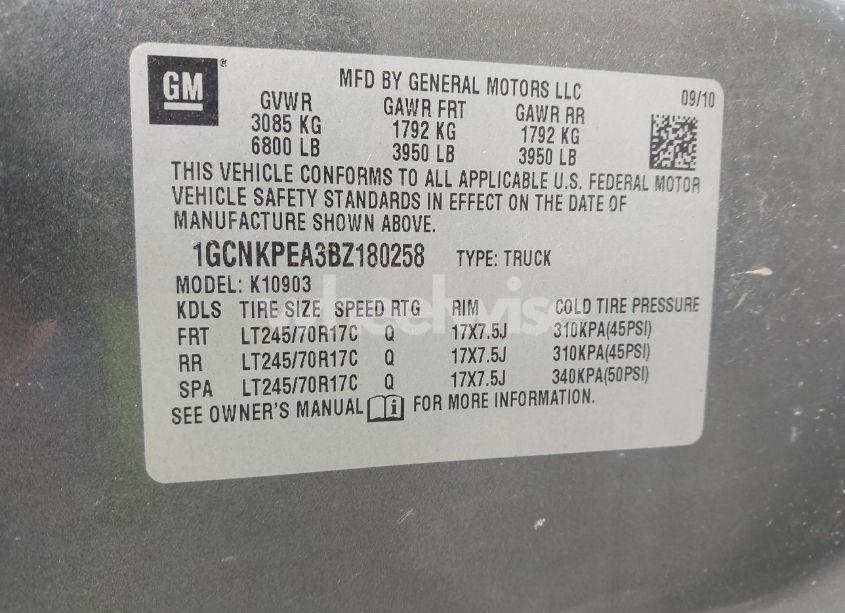 GM®
MFD BY GENERAL MOTORS LLC
09/10
GVWR GAWR FRT GAWR RR
3085 KG 1792 KG 1792 KG
6800 LB 3950 LB 3950 LB
THIS VEHICLE CONFORMS TO ALL APPLICABLE U.S. FEDERAL MOTOR
VEHICLE SAFETY STANDARDS IN EFFECT ON THE DATE OF
MANUFACTURE SHOWN ABOVE.
1GCNKPEA3BZ180258 TYPE: TRUCK
MODEL: K10903
KDLS TIRE SIZE SPEED RTG RIM COLD TIRE PRESSURE
FRT LT245/70R17C Q 17X7.5J 310KPA(45PSI)
RR LT245/70R17C Q 17X7.5J 310KPA(45PSI)
SPA LT245/70R17C Q 17X7.5J 340KPA(50PSI)
SEE OWNER'S MANUAL i FOR MORE INFORMATION.